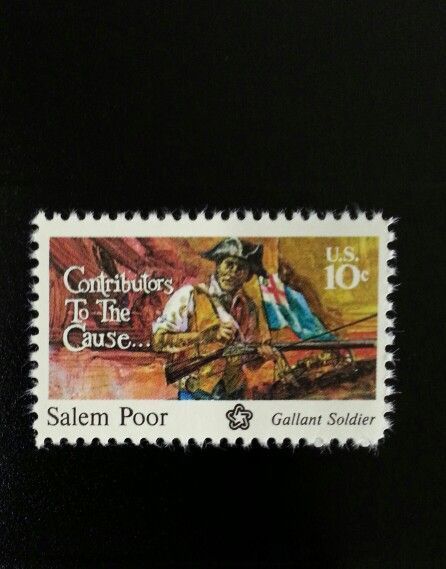 Contributors
To The
Cause...
U.S.
10c
Salem Poor
Gallant Soldier